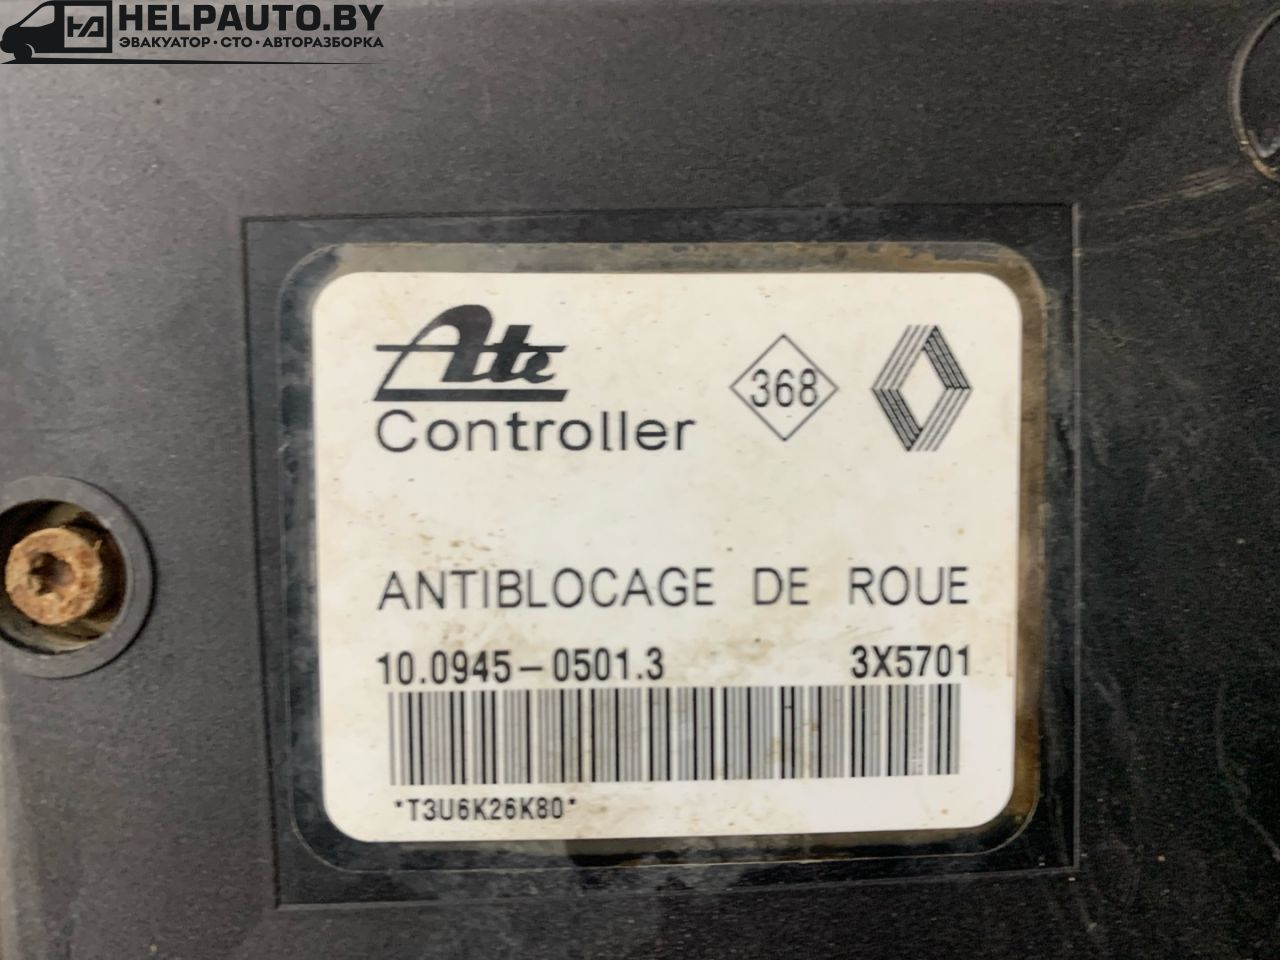 HELPAUTO.BY
ЭВАКУАТОР · СТО · АВТОРАЗБОРКА
Ate
Controller
368
ANTIBLOCAGE DE ROUE
10.0945-0501.3 3X5701
*T3U6K26K80*